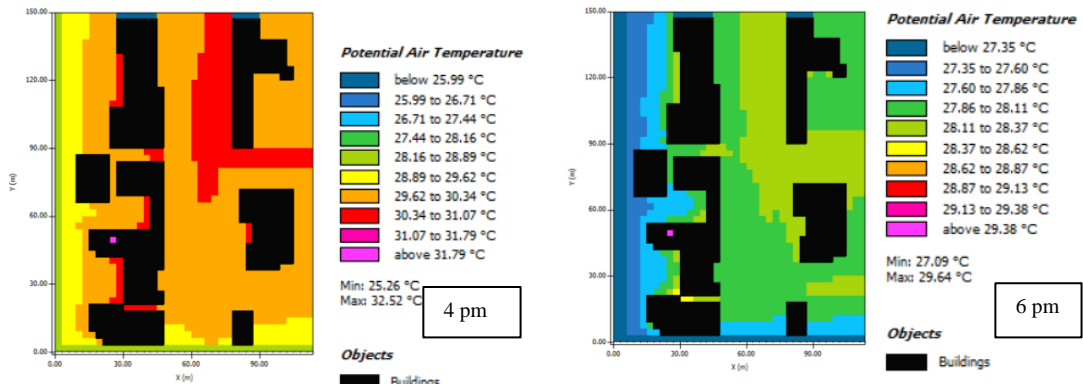 150.00
120.00
90.00
60.00
30.00
0.00
Y (m)
0.00 30.00 60.00 90.00
X (m)
Potential Air Temperature
below 25.99 °C
25.99 to 26.71 °C
26.71 to 27.44 °C
27.44 to 28.16 °C
28.16 to 28.89 °C
28.89 to 29.62 °C
29.62 to 30.34 °C
30.34 to 31.07 °C
31.07 to 31.79 °C
above 31.79 °C
Min: 25.26 °C
Max: 32.52 °C
4 pm
Objects
Buildings
150.00
120.00
90.00
60.00
30.00
0.00
Y (m)
0.00 30.00 60.00 90.00
X (m)
Potential Air Temperature
below 27.35 °C
27.35 to 27.60 °C
27.60 to 27.86 °C
27.86 to 28.11 °C
28.11 to 28.37 °C
28.37 to 28.62 °C
28.62 to 28.87 °C
28.87 to 29.13 °C
29.13 to 29.38 °C
above 29.38 °C
Min: 27.09 °C
Max: 29.64 °C
6 pm
Objects
Buildings